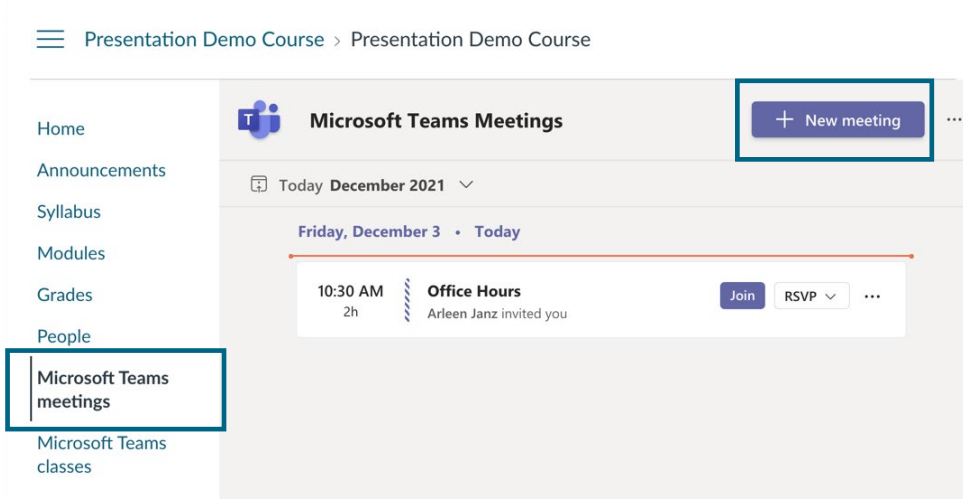 Presentation Demo Course > Presentation Demo Course
Home
Announcements
Syllabus
Modules
Grades
People
Microsoft Teams
meetings
Microsoft Teams
classes
T
Microsoft Teams Meetings
+ New meeting
...
Today December 2021
Friday, December 3 • Today
10:30 AM
2h
Office Hours
Arleen Janz invited you
Join
RSVP
...